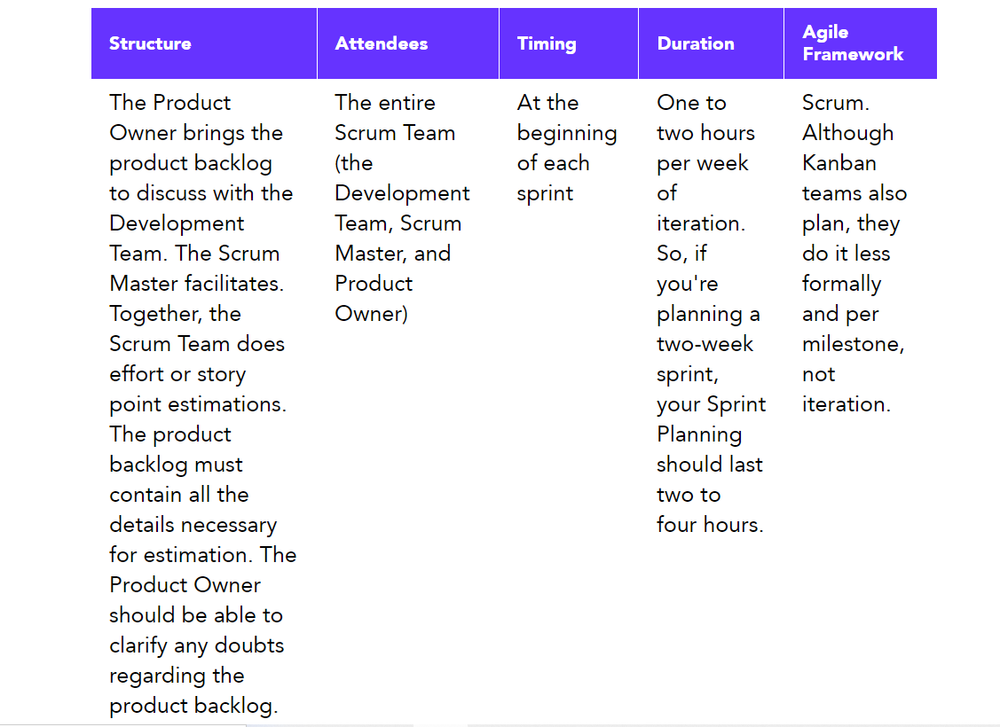 Structure
Attendees
Timing
Duration
Agile
Framework
The Product
Owner brings the
product backlog
to discuss with the
Development
Team. The Scrum
Master facilitates.
Together, the
Scrum Team does
effort or story
point estimations.
The product
backlog must
contain all the
details necessary
for estimation. The
Product Owner
should be able to
clarify any doubts
regarding the
product backlog.
The entire
Scrum Team
(the
Development
Team, Scrum
Master, and
Product
Owner)
At the
beginning
of each
sprint
One to
two hours
per week
of
iteration.
So, if
you're
planning a
two-week
sprint,
your Sprint
Planning
should last
two to
four hours.
Scrum.
Although
Kanban
teams also
plan, they
do it less
formally
and per
milestone,
not
iteration.